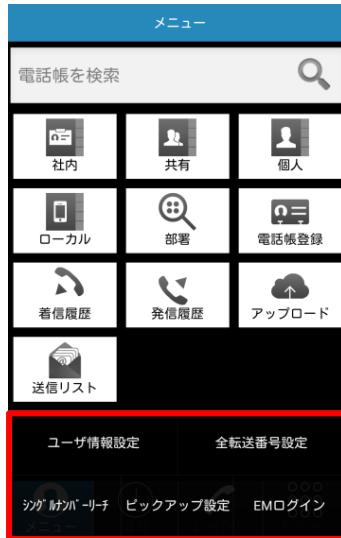 メニュー
電話帳を検索
社内 共有 個人
ローカル 部署 電話帳登録
着信履歴 発信履歴 アップロード
送信リスト
ユーザ情報設定 全転送番号設定
ｼﾝｸﾞﾙﾅﾝﾊﾞｰﾘｰﾁ ピックアップ設定 EMログイン
メニュー